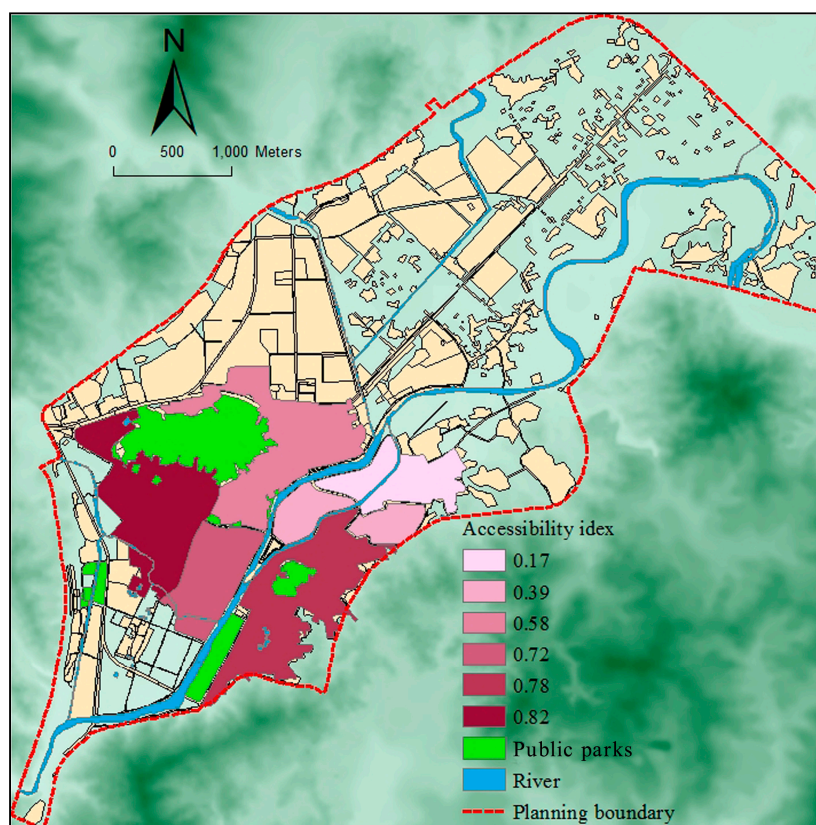 N
0 500 1,000 Meters
Accessibility idex
0.17
0.39
0.58
0.72
0.78
0.82
Public parks
River
Planning boundary